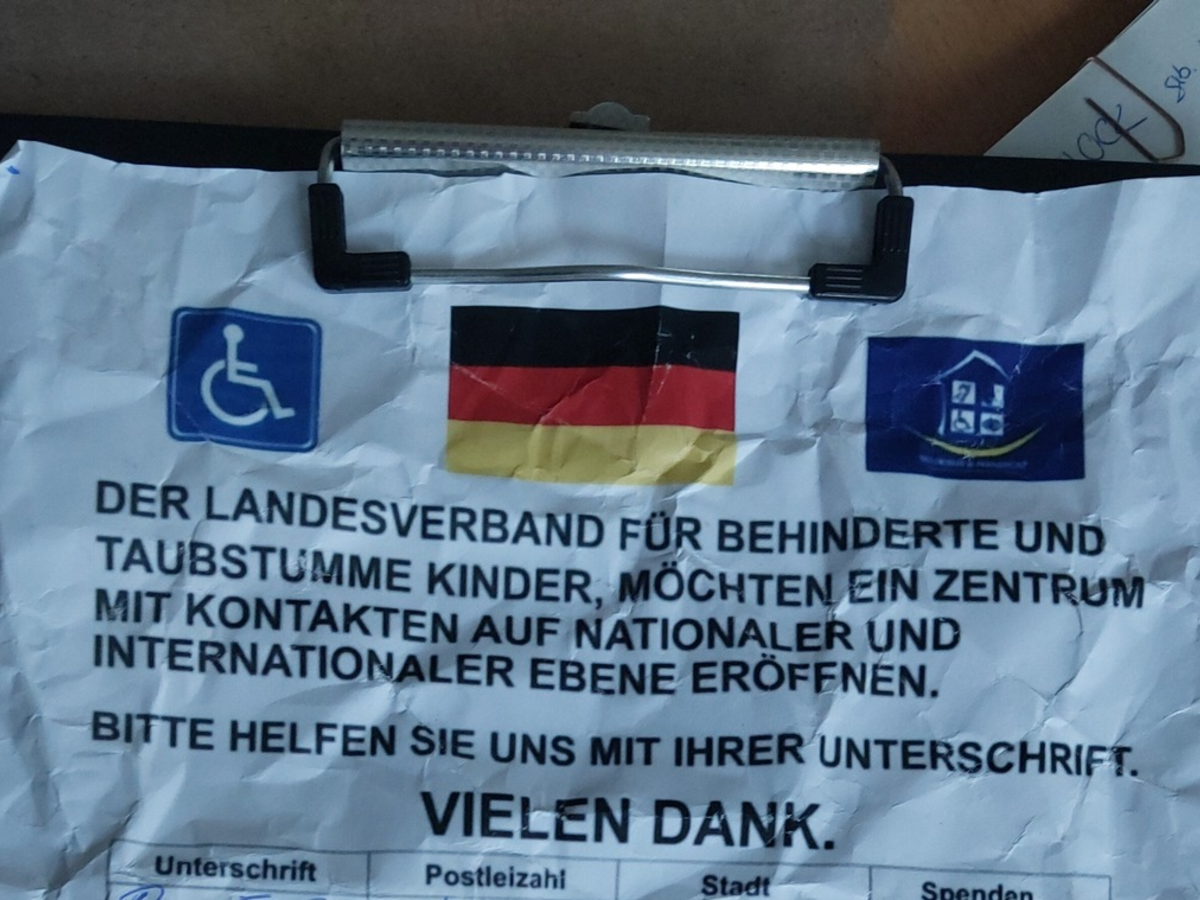 DER LANDESVERBAND FÜR BEHINDERTE UND
TAUBSTUMME KINDER, MÖCHTEN EIN ZENTRUM
MIT KONTAKTEN AUF NATIONALER UND
INTERNATIONALER EBENE ERÖFFNEN.
BITTE HELFEN SIE UNS MIT IHRER UNTERSCHRIFT.
VIELEN DANK.
Unterschrift Postleizahl Stadt Spenden